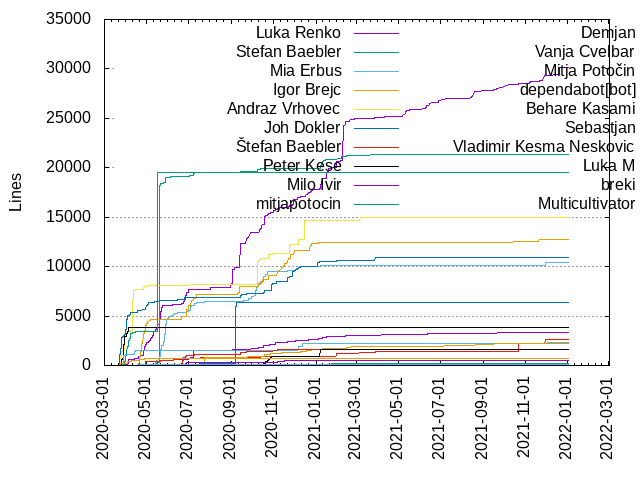 35000
30000
25000
20000
15000
10000
5000
0
Lines
Luka Renko
Stefan Baebler
Mia Erbus
Igor Brejc
Andraz Vrhovec
Joh Dokler
Štefan Baebler
Peter Keše
Milo Ivir
mitjapotocin
Demjan
Vanja Cvelbar
Mitja Potočin
dependabot[bot]
Behare Kasami
Sebastjan
Vladimir Kesma Neskovic
Luka M
breki
Multicultivator
2020-03-01
2020-05-01
2020-07-01
2020-09-01
2020-11-01
2021-01-01
2021-03-01
2021-05-01
2021-07-01
2021-09-01
2021-11-01
2022-01-01
2022-03-01